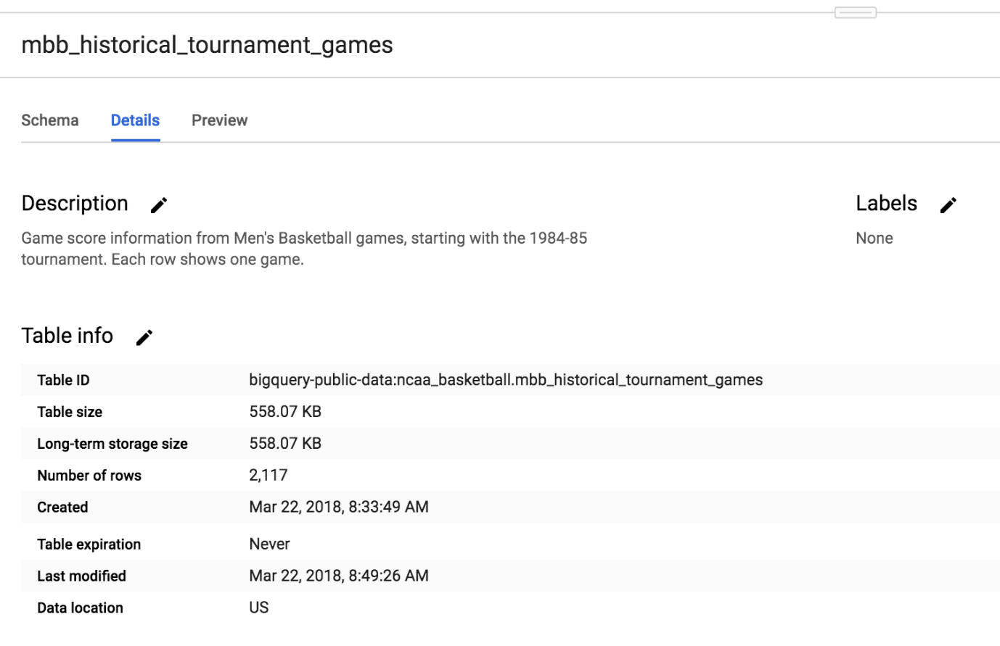 mbb_historical_tournament_games
Schema Details Preview
Description
Game score information from Men's Basketball games, starting with the 1984-85
tournament. Each row shows one game.
Labels
None
Table info
Table ID bigquery-public-data:ncaa_basketball.mbb_historical_tournament_games
Table size 558.07 KB
Long-term storage size 558.07 KB
Number of rows 2,117
Created Mar 22, 2018, 8:33:49 AM
Table expiration Never
Last modified Mar 22, 2018, 8:49:26 AM
Data location US